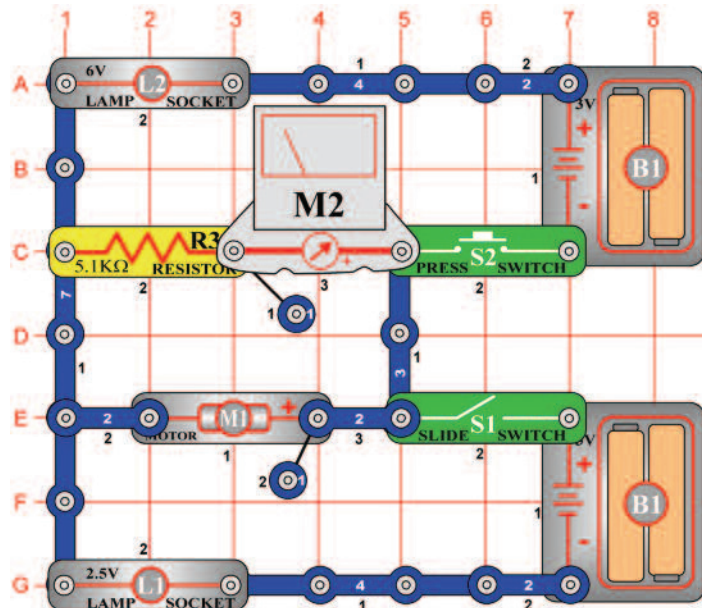 1 2 3 4 5 6 7 8
A
6V
L2
LAMP SOCKET
2
1
4
2
2
3V
+
B1
1
-
B
M2
C
R3
5.1KΩ
RESISTOR
2
+
3
S2
PRESS SWITCH
2
7
1 1
D
1
3
1
E
2
2
M1
+
MOTOR
1
2
3
S1
SLIDE SWITCH
2
3V
+
B1
1
-
2 1
F
2
G
2.5V
L1
LAMP SOCKET
4
1
2
2